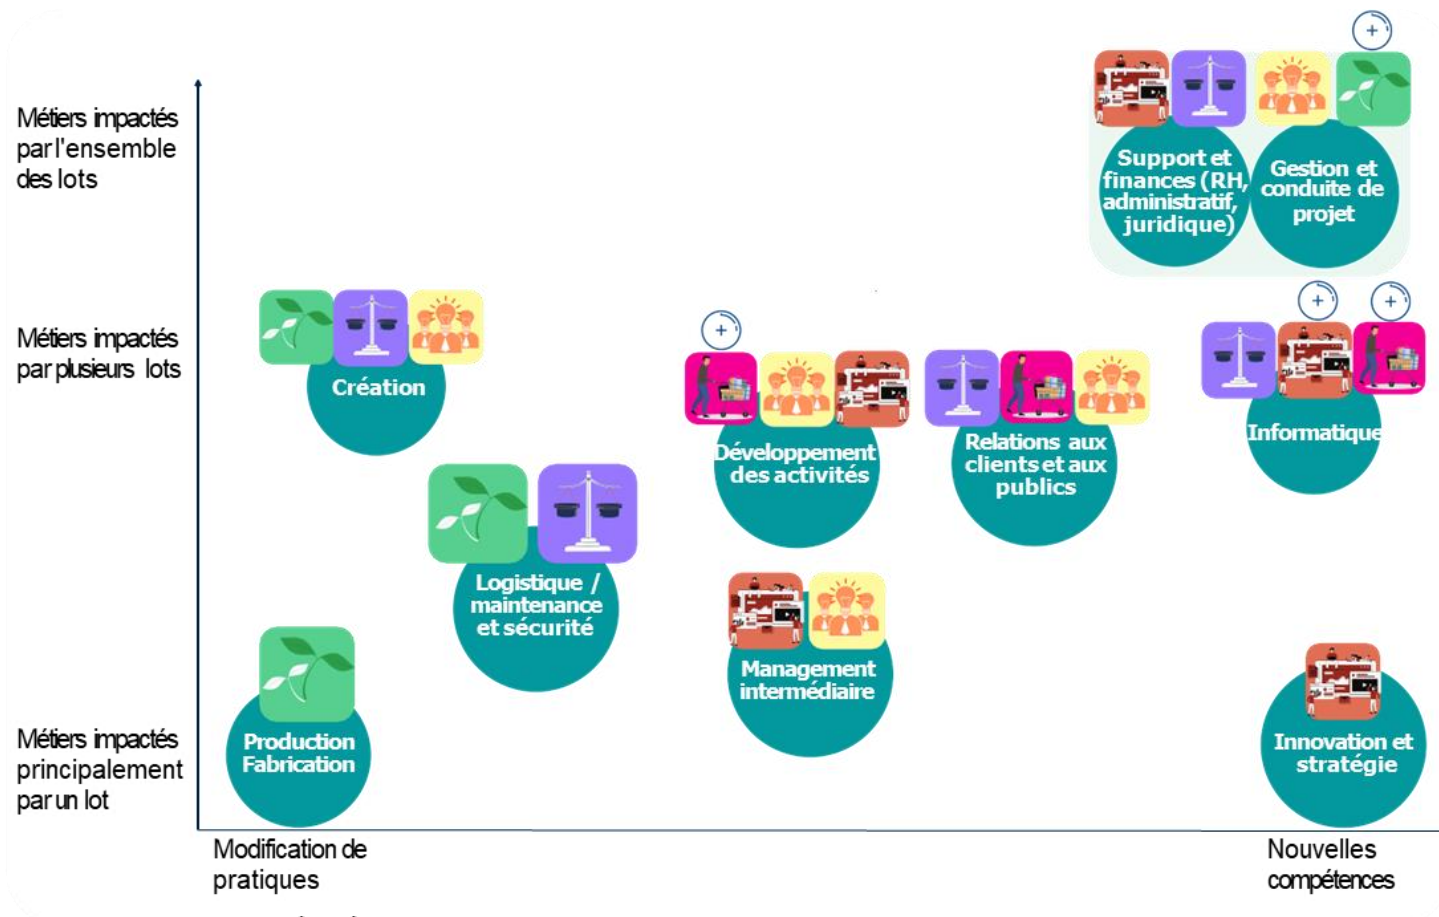 Métiers impactés
par l'ensemble
des lots
Support et
finances (RH,
administratif,
juridique)
Gestion et
conduite de
projet
Métiers impactés
par plusieurs lots
Création
Développement
des activités
Relations aux
clients et aux
publics
Informatique
Logistique /
maintenance
et sécurité
Management
intermédiaire
Métiers impactés
principalement
par un lot
Production
Fabrication
Innovation et
stratégie
Modification de
pratiques
Nouvelles
compétences